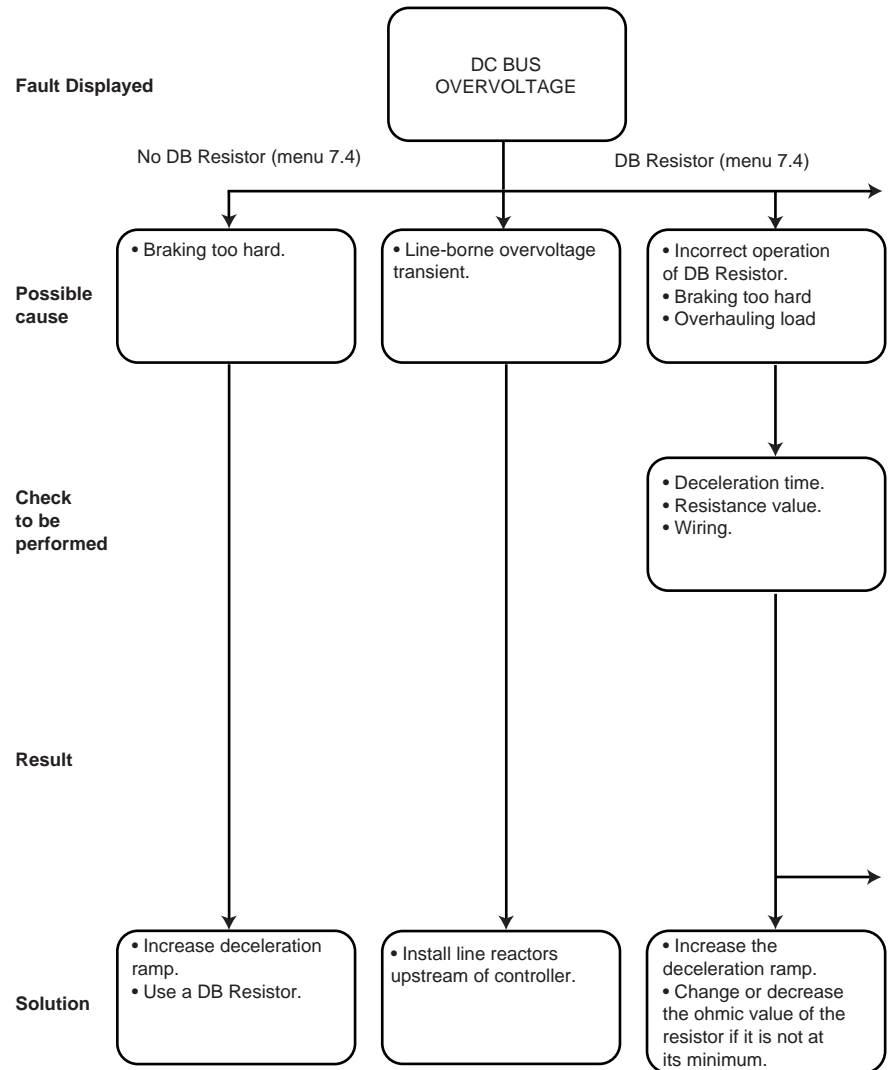 DC BUS
OVERVOLTAGE
Fault Displayed
No DB Resistor (menu 7.4)
DB Resistor (menu 7.4)
Possible
cause
• Braking too hard.
• Line-borne overvoltage
transient.
• Incorrect operation
of DB Resistor.
• Braking too hard
• Overhauling load
Check
to be
performed
• Deceleration time.
• Resistance value.
• Wiring.
Result
Solution
• Increase deceleration
ramp.
• Use a DB Resistor.
• Install line reactors
upstream of controller.
• Increase the
deceleration ramp.
• Change or decrease
the ohmic value of the
resistor if it is not at
its minimum.